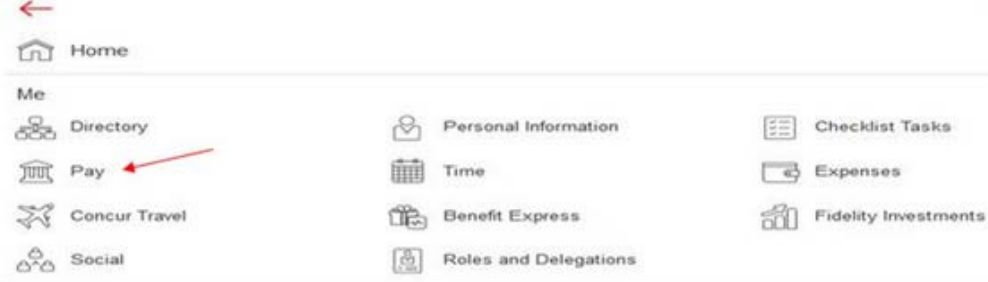 Home
Me
Directory
Personal Information
Checklist Tasks
Pay
Time
Expenses
Concur Travel
Benefit Express
Fidelity Investments
Social
Roles and Delegations